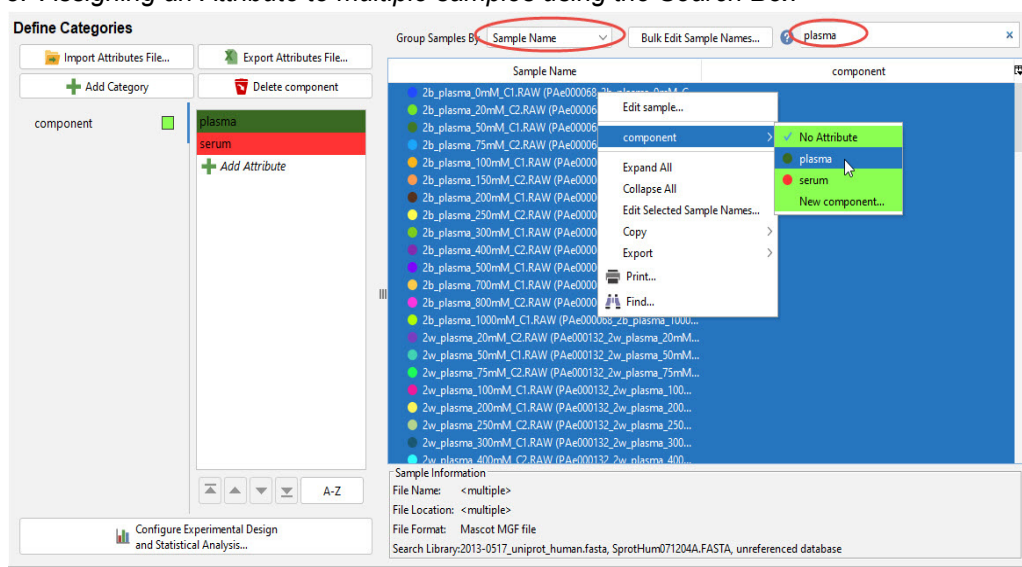 Define Categories
Import Attributes File...
Export Attributes File...
Add Category
Delete component
component
plasma
serum
Add Attribute
A-Z
Configure Experimental Design
and Statistical Analysis...
Group Samples By
Sample Name
Bulk Edit Sample Names...
?
plasma
×
Sample Name
component
2b_plasma_0mM_C1.RAW (PAe000068
2b_plasma_20mM_C2.RAW (PAe00006
2b_plasma_50mM_C1.RAW (PAe00006
2b_plasma_75mM_C2.RAW (PAe00006
2b_plasma_100mM_C1.RAW (PAe0000
2b_plasma_150mM_C2.RAW (PAe0000
2b_plasma_200mM_C1.RAW (PAe0000
2b_plasma_250mM_C2.RAW (PAe0000
2b_plasma_300mM_C1.RAW (PAe0000
2b_plasma_400mM_C2.RAW (PAe0000
2b_plasma_500mM_C1.RAW (PAe0000
2b_plasma_700mM_C1.RAW (PAe0000
2b_plasma_800mM_C2.RAW (PAe0000
2b_plasma_1000mM_C1.RAW (PAe000068_2b_plasma_1000...
2w_plasma_20mM_C2.RAW (PAe000132_2w_plasma_20mM...
2w_plasma_50mM_C1.RAW (PAe000132_2w_plasma_50mM...
2w_plasma_75mM_C2.RAW (PAe000132_2w_plasma_75mM...
2w_plasma_100mM_C1.RAW (PAe000132_2w_plasma_100...
2w_plasma_200mM_C1.RAW (PAe000132_2w_plasma_200...
2w_plasma_250mM_C2.RAW (PAe000132_2w_plasma_250...
2w_plasma_300mM_C1.RAW (PAe000132_2w_plasma_300...
2w_plasma_400mM_C2.RAW (PAe000132_2w_plasma_400...
Edit sample...
component
Expand All
Collapse All
Edit Selected Sample Names...
Copy
Export
Print...
Find...
No Attribute
plasma
serum
New component...
Sample Information
File Name: <multiple>
File Location: <multiple>
File Format: Mascot MGF file
Search Library:2013-0517_uniprot_human.fasta, SprotHum071204A.FASTA, unreferenced database